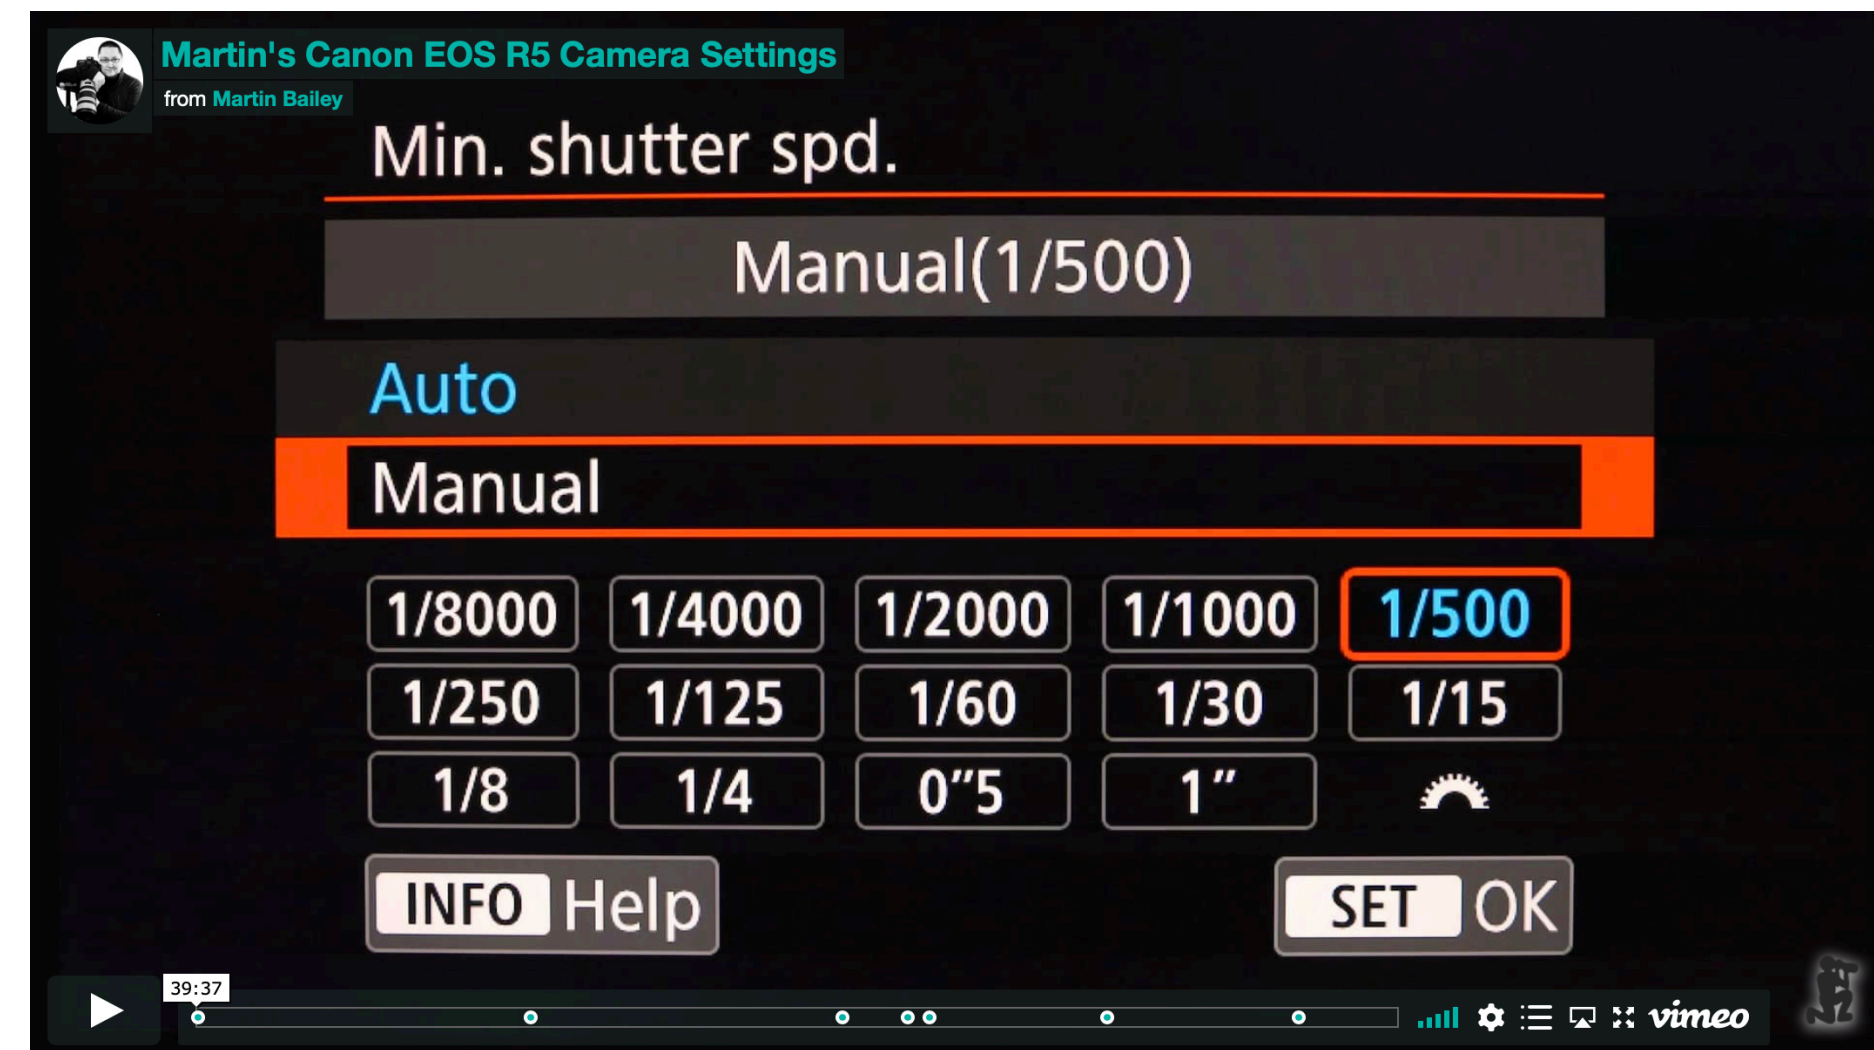 Martin's Canon EOS R5 Camera Settings
from Martin Bailey
Min. shutter spd.
Manual(1/500)
Auto
Manual
1/8000 1/4000 1/2000 1/1000 1/500
1/250 1/125 1/60 1/30 1/15
1/8 1/4 0″5 1″
INFO Help SET OK
39:37
vimeo